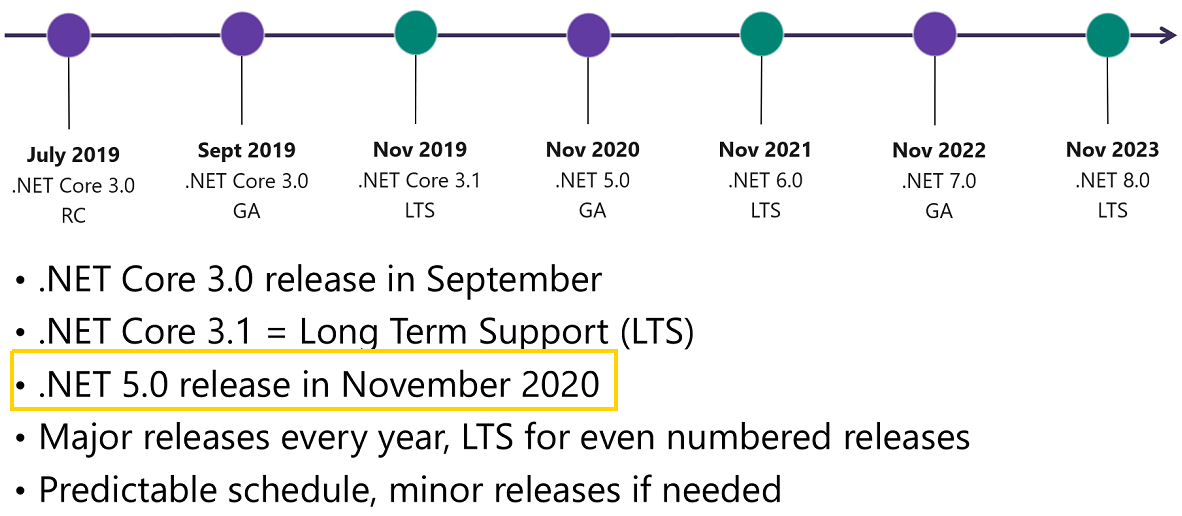 July 2019
.NET Core 3.0
RC
Sept 2019
.NET Core 3.0
GA
Nov 2019
.NET Core 3.1
LTS
Nov 2020
.NET 5.0
GA
Nov 2021
.NET 6.0
LTS
Nov 2022
.NET 7.0
GA
Nov 2023
.NET 8.0
LTS
• .NET Core 3.0 release in September
• .NET Core 3.1 = Long Term Support (LTS)
• .NET 5.0 release in November 2020
• Major releases every year, LTS for even numbered releases
• Predictable schedule, minor releases if needed